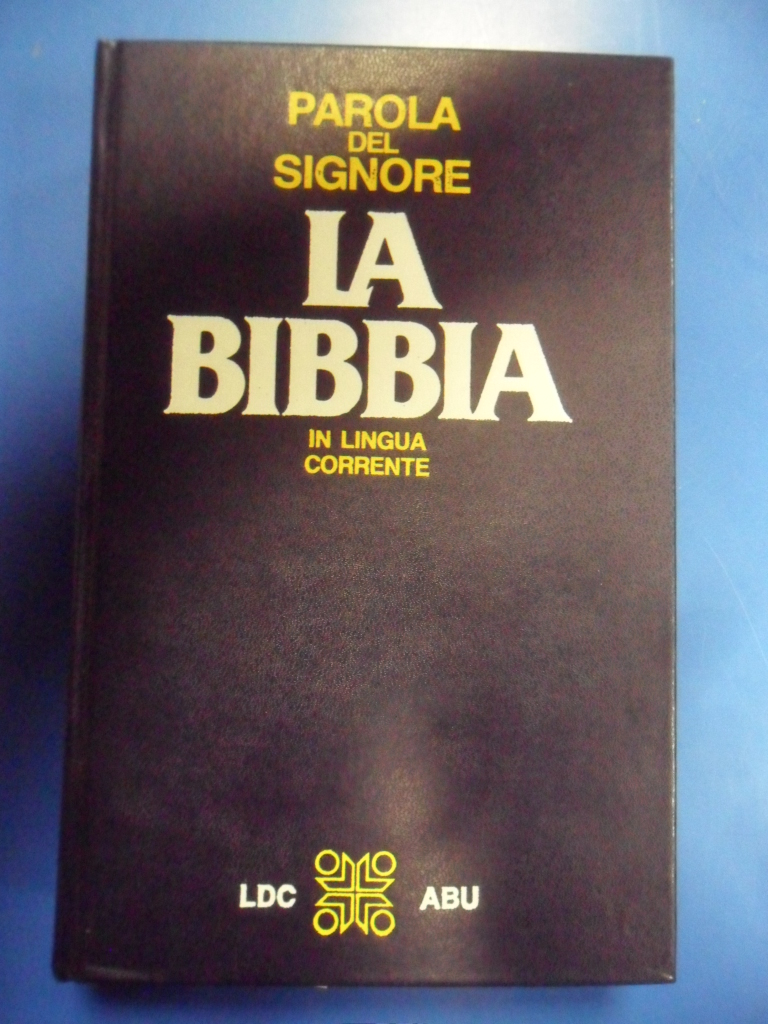 PAROLA
DEL
SIGNORE
LA
BIBBIA
IN LINGUA
CORRENTE
LDC ABU